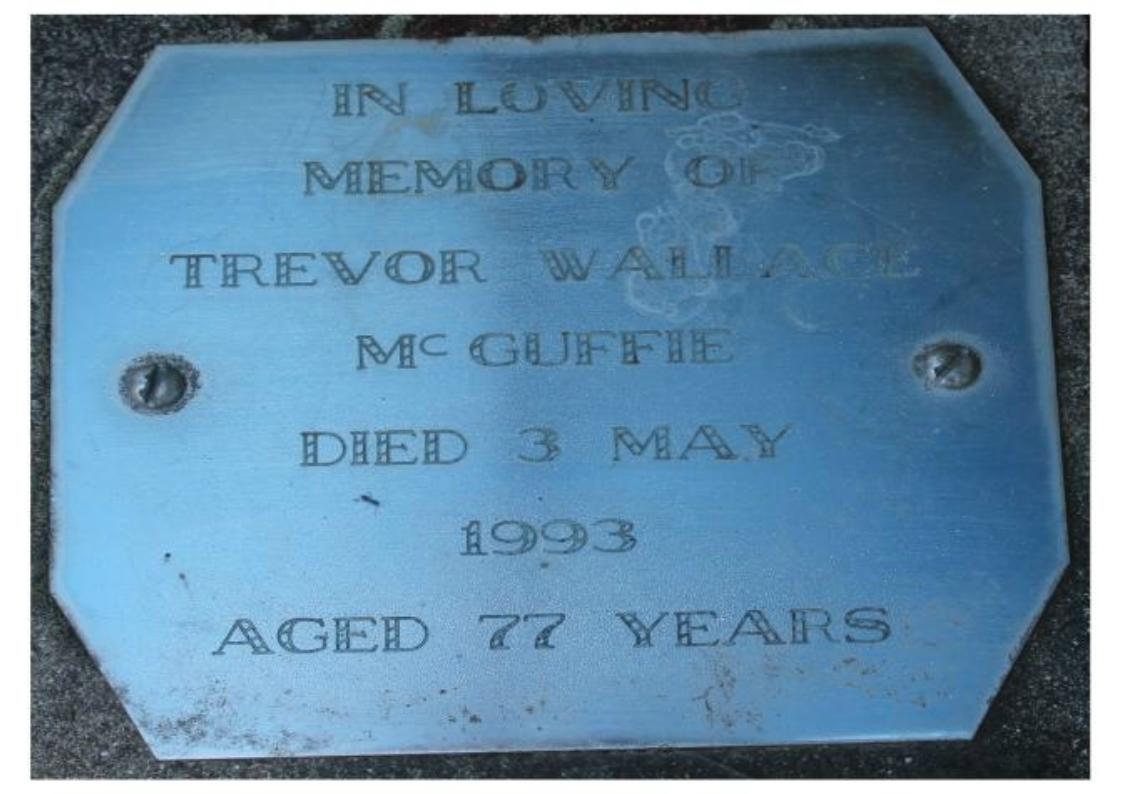 IN LOVING
MEMORY OF
TREVOR WALLACE
Mc GUFFIE
DIED 3 MAY
1993
AGED 77 YEARS